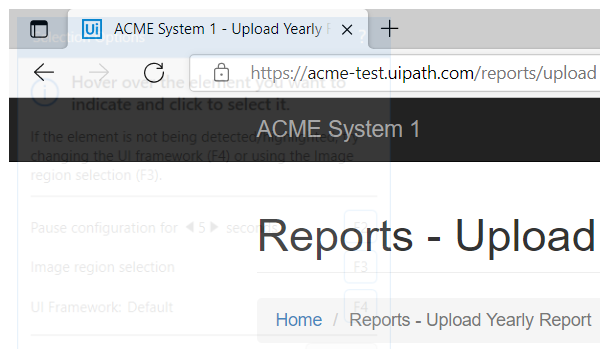 Ui ACME System 1 - Upload Yearly R
Selection Options
?
https://acme-test.uipath.com/reports/upload
Hover over the element you want to
indicate and click to select it.
ACME System 1
If the element is not being detected/highlighted, try
changing the UI framework (F4) or using the Image
region selection (F3).
Reports - Upload
Pause configuration for 5 seconds
F2
Image region selection
F3
UI Framework: Default
F4
Home / Reports - Upload Yearly Report